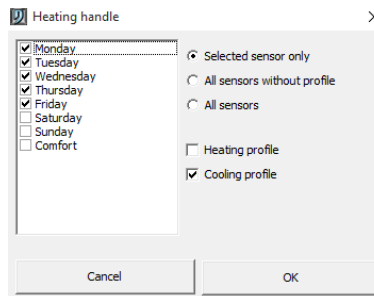 Heating handle
Monday
Tuesday
Wednesday
Thursday
Friday
Saturday
Sunday
Comfort
Selected sensor only
All sensors without profile
All sensors
Heating profile
Cooling profile
Cancel
OK